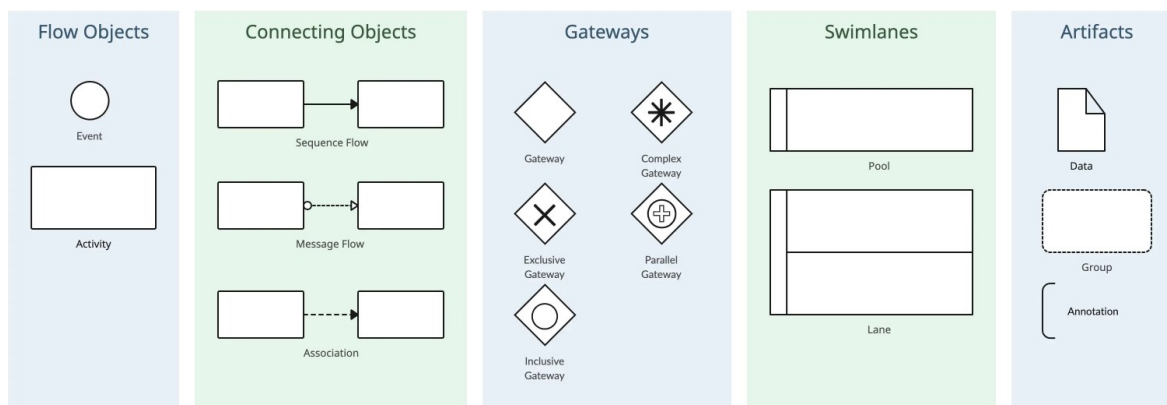 Flow Objects
Event
Activity
Connecting Objects
Sequence Flow
Message Flow
Association
Gateways
Gateway
Complex
Gateway
Exclusive
Gateway
Parallel
Gateway
Inclusive
Gateway
Swimlanes
Pool
Lane
Artifacts
Data
Group
Annotation